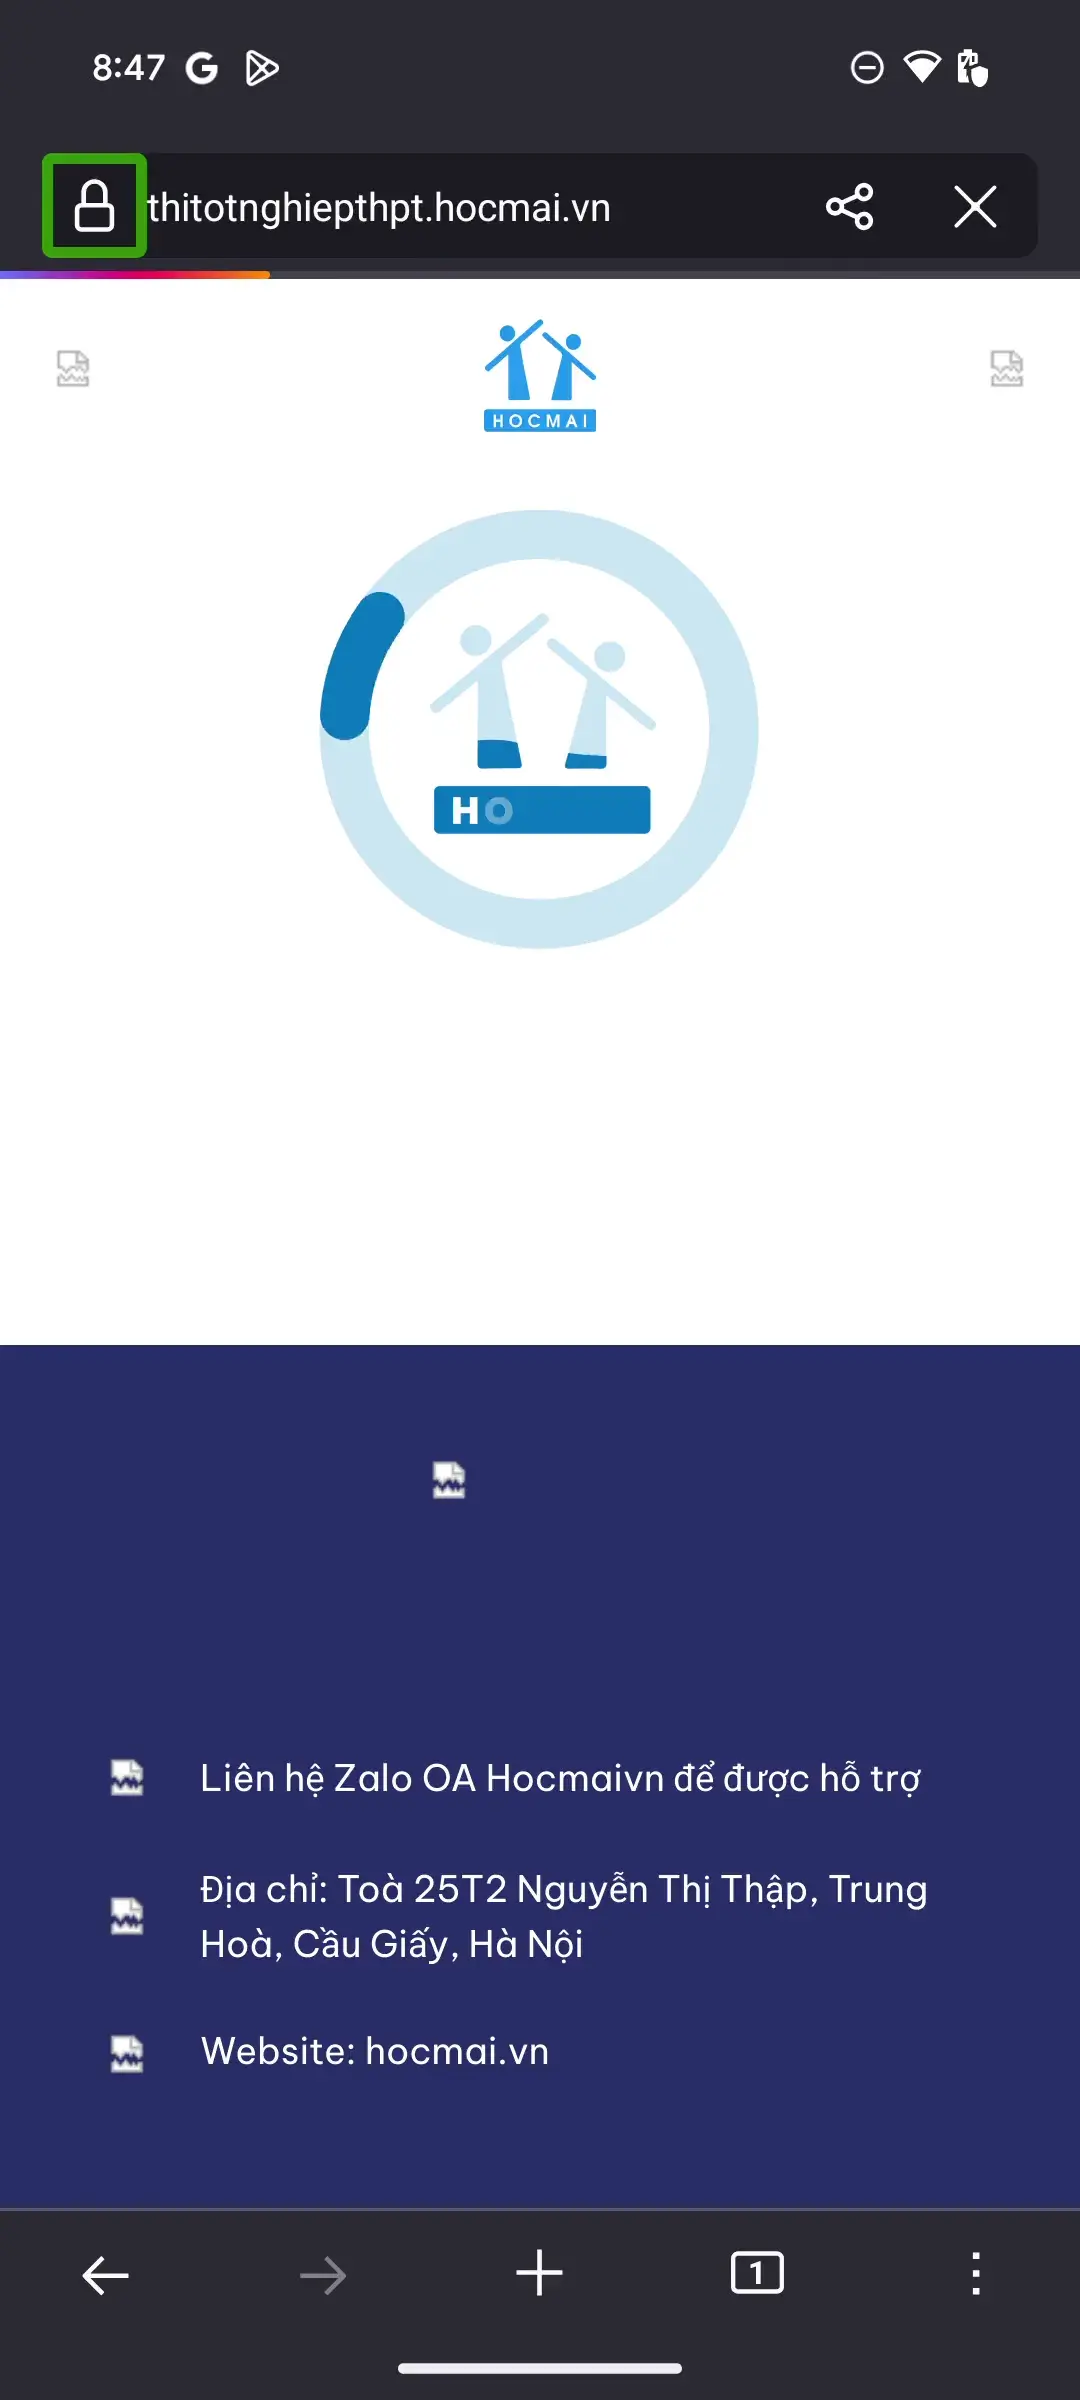 8:47
thitotnghiepthpt.hocmai.vn
HOCMAI
HO
Liên hệ Zalo OA Hocmaivn để được hỗ trợ
Địa chỉ: Toà 25T2 Nguyễn Thị Thập, Trung
Hoà, Cầu Giấy, Hà Nội
Website: hocmai.vn
1